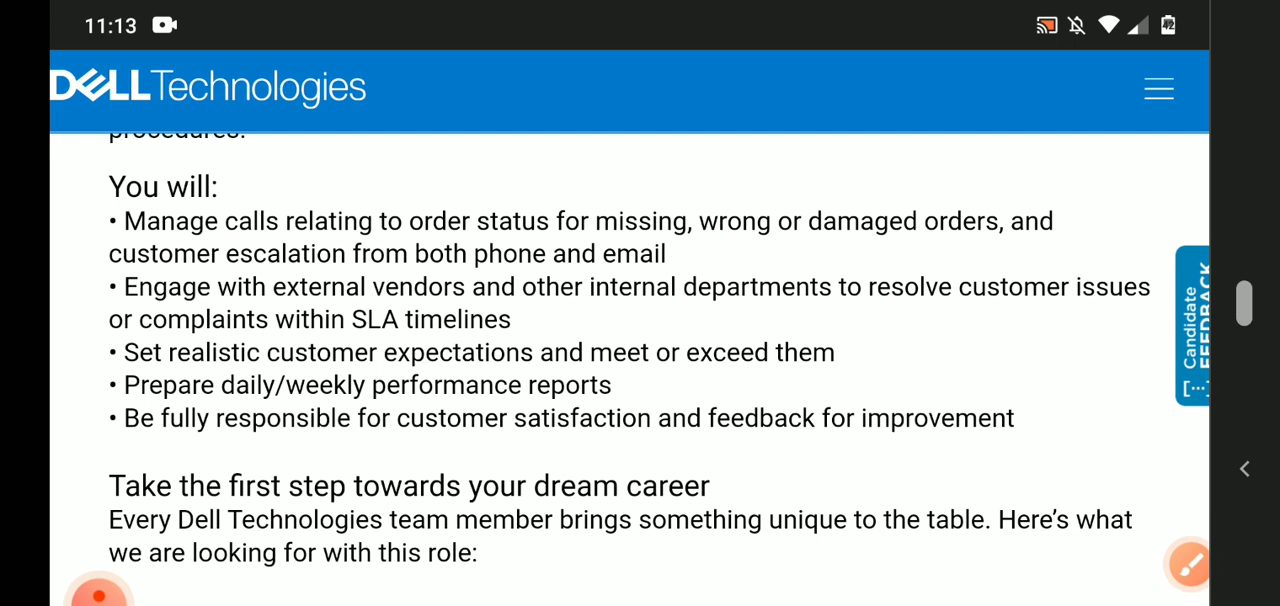 11:13
42
DELLTechnologies
procedures.
You will:
• Manage calls relating to order status for missing, wrong or damaged orders, and
customer escalation from both phone and email
• Engage with external vendors and other internal departments to resolve customer issues
or complaints within SLA timelines
• Set realistic customer expectations and meet or exceed them
• Prepare daily/weekly performance reports
• Be fully responsible for customer satisfaction and feedback for improvement
Take the first step towards your dream career
Every Dell Technologies team member brings something unique to the table. Here’s what
we are looking for with this role:
[...] Candidate
FEEDBACK